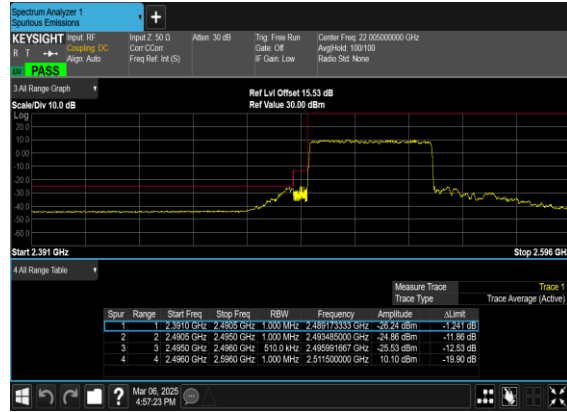 Spectrum Analyzer 1
Spurious Emissions
KEYSIGHT Input: RF Input Z: 50 Ω Atten: 30 dB Trig: Free Run Center Freq: 22.005000000 GHz
R T Coupling: DC Corr CCorr Gate: Off Avg|Hold: 100/100
Align: Auto Freq Ref: Int (S) IF Gain: Low Radio Std: None
PASS
3 All Range Graph
Ref Lvl Offset 15.53 dB
Scale/Div 10.0 dB Ref Value 30.00 dBm
Log
20.0
10.0
0.00
-10.0
-20.0
-30.0
-40.0
-50.0
-60.0
Start 2.391 GHz Stop 2.596 GHz
4 All Range Table
Measure Trace Trace 1
Trace Type Trace Average (Active)
Spur Range Start Freq Stop Freq RBW Frequency Amplitude ΔLimit
1 1 2.3910 GHz 2.4905 GHz 1.000 MHz 2.489173333 GHz -26.24 dBm -1.241 dB
2 2 2.4905 GHz 2.4950 GHz 1.000 MHz 2.493485000 GHz -24.86 dBm -11.86 dB
3 3 2.4950 GHz 2.4960 GHz 510.0 kHz 2.495991667 GHz -25.53 dBm -12.53 dB
4 4 2.4960 GHz 2.5960 GHz 1.000 MHz 2.511500000 GHz 10.10 dBm -19.90 dB
? Mar 06, 2025
4:57:23 PM